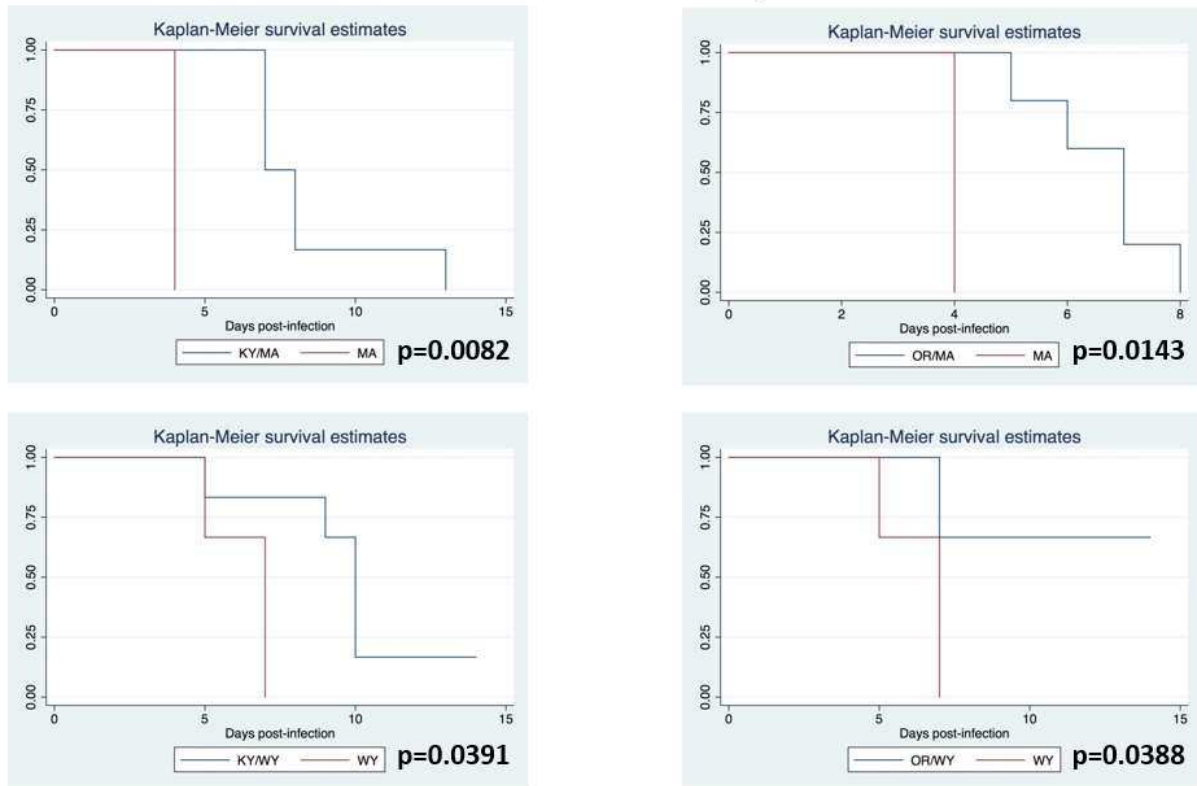 Kaplan-Meier survival estimates
1.00
0.75
0.50
0.25
0.00
0 5 10 15
Days post-infection
KY/MA MA p=0.0082
Kaplan-Meier survival estimates
1.00
0.75
0.50
0.25
0.00
0 2 4 6 8
Days post-infection
OR/MA MA p=0.0143
Kaplan-Meier survival estimates
1.00
0.75
0.50
0.25
0.00
0 5 10 15
Days post-infection
KY/WY WY p=0.0391
Kaplan-Meier survival estimates
1.00
0.75
0.50
0.25
0.00
0 5 10 15
Days post-infection
OR/WY WY p=0.0388